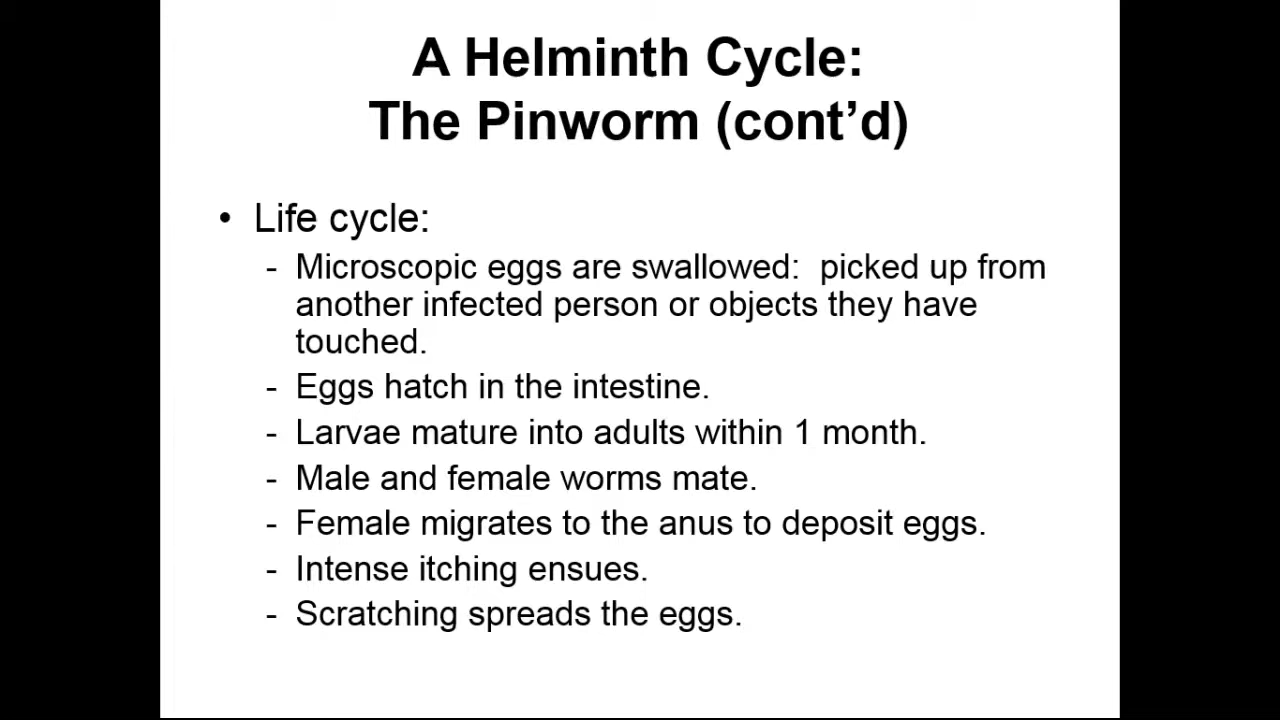 A Helminth Cycle:
The Pinworm (cont’d)
• Life cycle:
- Microscopic eggs are swallowed:  picked up from
another infected person or objects they have
touched.
- Eggs hatch in the intestine.
- Larvae mature into adults within 1 month.
- Male and female worms mate.
- Female migrates to the anus to deposit eggs.
- Intense itching ensues.
- Scratching spreads the eggs.